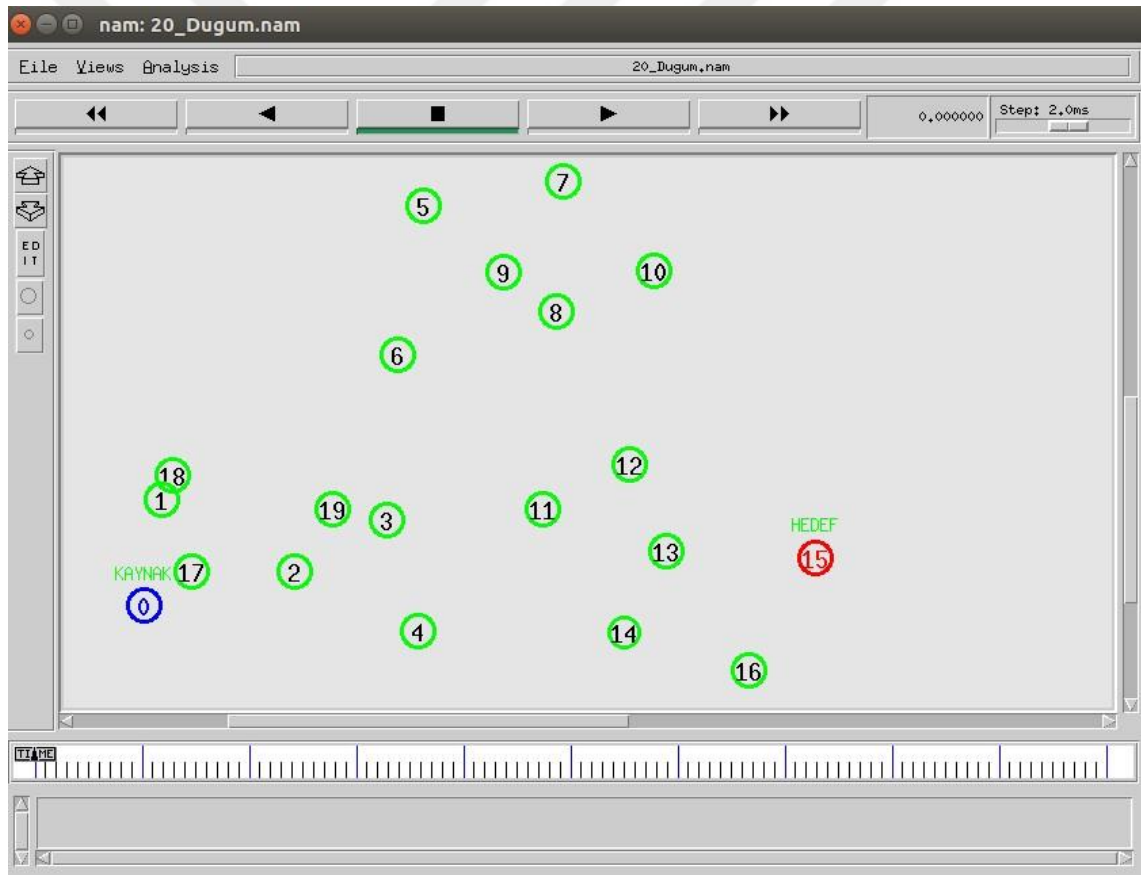 nam: 20_Dugum.nam
File Views Analysis 20_Dugum.nam
0.000000 Step: 2.0ms
ED
IT
7
5
9 10
8
6
12
18
1
19 3 11
HEDEF
13
15
KAYNAK 17 2
0
4 14
16
TIME